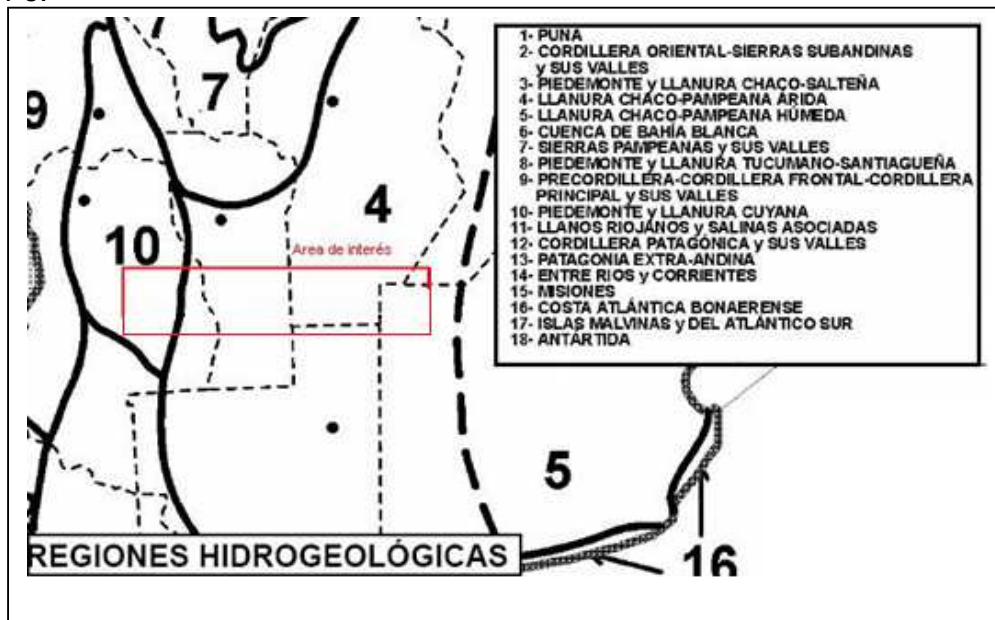 1- PUNA
2- CORDILLERA ORIENTAL-SIERRAS SUBANDINAS
y SUS VALLES
3- PIEDEMONTE y LLANURA CHACO-SALTEÑA
4- LLANURA CHACO-PAMPEANA ÁRIDA
5- LLANURA CHACO-PAMPEANA HÚMEDA
6- CUENCA DE BAHÍA BLANCA
7- SIERRAS PAMPEANAS y SUS VALLES
8- PIEDEMONTE y LLANURA TUCUMANO-SANTIAGUEÑA
9- PRECORDILLERA-CORDILLERA FRONTAL-CORDILLERA
PRINCIPAL y SUS VALLES
10- PIEDEMONTE y LLANURA CUYANA
11- LLANOS RIOJANOS y SALINAS ASOCIADAS
12- CORDILLERA PATAGÓNICA y SUS VALLES
13- PATAGONIA EXTRA-ANDINA
14- ENTRE RIOS y CORRIENTES
15- MISIONES
16- COSTA ATLÁNTICA BONAERENSE
17- ISLAS MALVINAS y DEL ATLÁNTICO SUR
18- ANTÁRTIDA
7
9
4
10
Area de interés
5
16
REGIONES HIDROGEOLÓGICAS